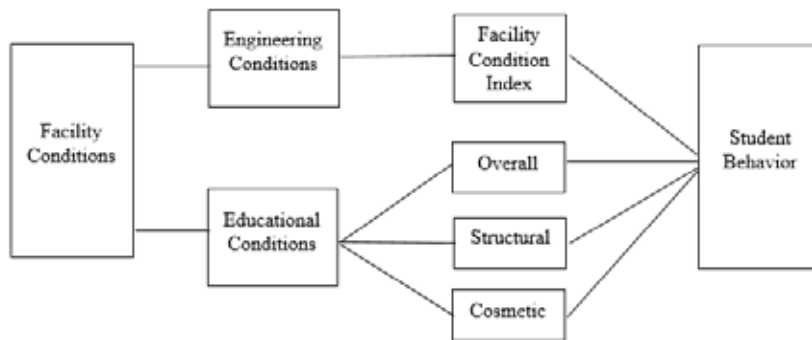 Facility
Conditions
Engineering
Conditions
Educational
Conditions
Facility
Condition
Index
Overall
Structural
Cosmetic
Student
Behavior